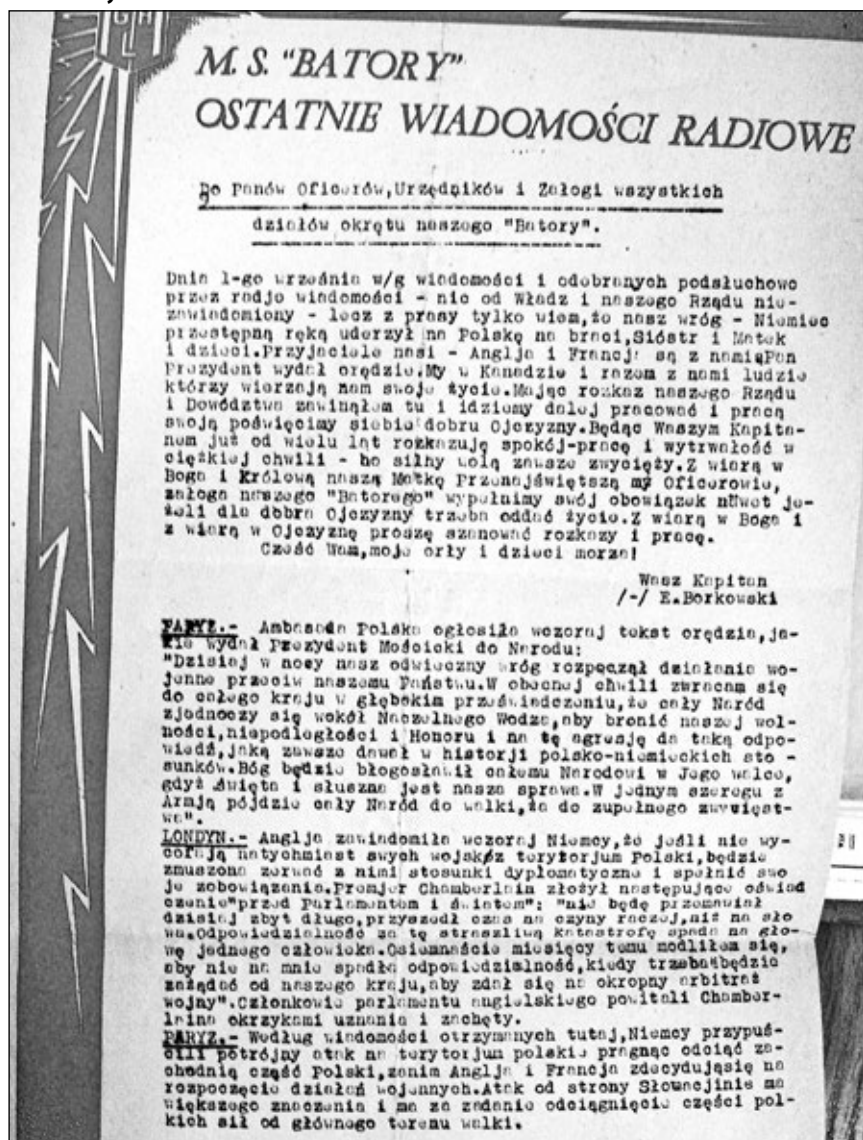 G H
L
M. S. "BATORY"
OSTATNIE WIADOMOŚCI RADIOWE
Do Panów Oficerów,Urzędników i Załogi wszystkich
działów okrętu naszego "Batory".
Dnia 1-go września w/g wiadomości i odobranych podsłuchowo
przez radjo wiadomości - nie od Władz i naszego Rządu nie-
zawiadomiony - lecz z prasy tylko wiem,że nasz wróg - Niemiec
przestępną ręką uderzył na Polskę na braci,Sióstr i Matek
i dzieci.Przyjaciele nasi - Anglja i Francja są z namią Pan
Prezydent wydał orędzie.My w Kanadzie i razem z nami ludzie
którzy wierzają nam swoje życie.Mając rozkaz naszego Rządu
i Dowództwa zawinąłem tu i idziemy dalej pracować i pracą
swoją poświęcimy siebie dobru Ojczyzny.Będąc Waszym Kapita-
nem już od wielu lat rozkazuję spokój-pracę i wytrwałość w
ciężkiej chwili - bo silny wolą zawsze zwycięży.Z wiarą w
Boga i Królową naszą Matkę Przenajświętszą my Oficerowie,
załoga naszego "Batorego" wypełnimy swój obowiązek nawet je-
żeli dla dobra Ojczyzny trzeba oddać życie.Z wiarą w Boga i
z wiarą w Ojczyznę proszę szanować rozkazy i pracę.
Cześć Wam,moje orły i dzieci morza!
Wasz Kapitan
/-/ E.Borkowski
PARYŻ.- Ambasada Polska ogłosiła wczoraj tekst orędzia,ja-
kie wydał Prezydent Mościcki do Narodu:
"Dzisiaj w nocy nasz odwieczny wróg rozpęczął działanie wo-
jenne przeciw naszemu Państwu.W obecnej chwili zwracam się
do całego kraju w głębokim przeświadczeniu,że cały Naród
zjednoczy się wokół Naczelnego Wodza,aby bronić naszej wol-
ności,niepodległości i Honoru i na tę agresję da taką odpo-
wiedź,jaką zawsze dawał w historji polsko-niemieckich sto -
sunków.Bóg będzie błogosławił całemu Narodowi w Jego walce,
gdyż święta i słuszna jest nasza sprawa.W jednym szeregu z
Armją pójdzie cały Naród do walki,że do zupełnego zwycięst-
wa".
LONDYN.- Anglja zawiadomiła wczoraj Niemcy,że jeśli nie wy-
cofają natychmiast swych wojsk z terytorjum Polski,będzie
zmuszona zerwać z nimi stosunki dyplomatyczne i spełnić swo
je zobowiązania.Premjer Chamberlain złożył następujące oświad
czenie"przed Parlamentem i światem": "nie będę przemawiał
dzisiaj zbyt długo,przyszedł czas na czyny raczej,niż na sło
wa.Odpowiedzialność za tę straszliwą katastrofę spada na gło-
wę jednego człowieka.Osiemnaście miesięcy temu modliłem się,
aby nie na mnie spadła odpowiedzialność,kiedy trzeba będzie
zażądać od naszego kraju,aby zdał się na okropny arbitraż
wojny".Członkowie parlamentu angielskiego powitali Chamber-
laina okrzykami uznania i zachęty.
PARYŻ.- Według wiadomości otrzymanych tutaj,Niemcy przypuś-
cili potrójny atak na terytorjum polskie pragnąc odciąć za-
chodnią część Polski,zanim Anglja i Francja zdecydująsię na
rozpoczęcie działań wojennych.Atak od strony Słowacjinie ma
większego znaczenia i ma za zadanie odciągnięcie części pol-
kich sił od głównego terenu walki.